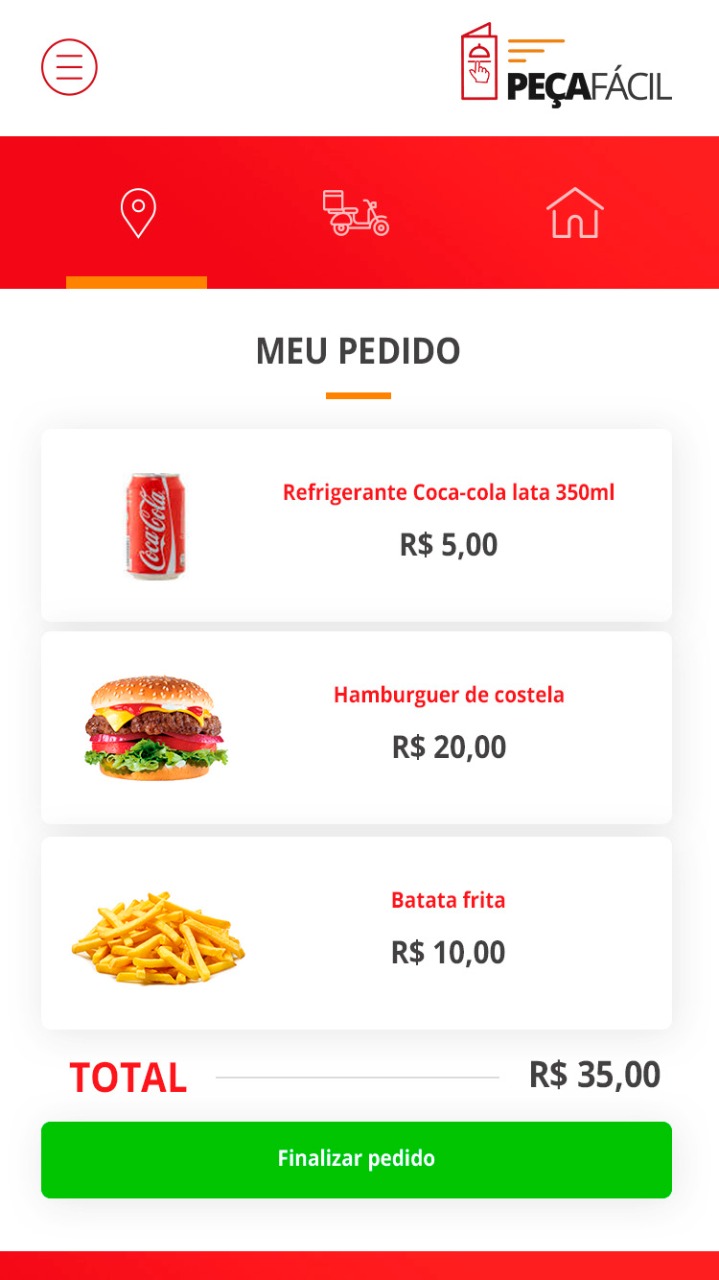 PEÇAFÁCIL
MEU PEDIDO
Coca-Cola
Refrigerante Coca-cola lata 350ml
R$ 5,00
Hamburguer de costela
R$ 20,00
Batata frita
R$ 10,00
TOTAL
R$ 35,00
Finalizar pedido